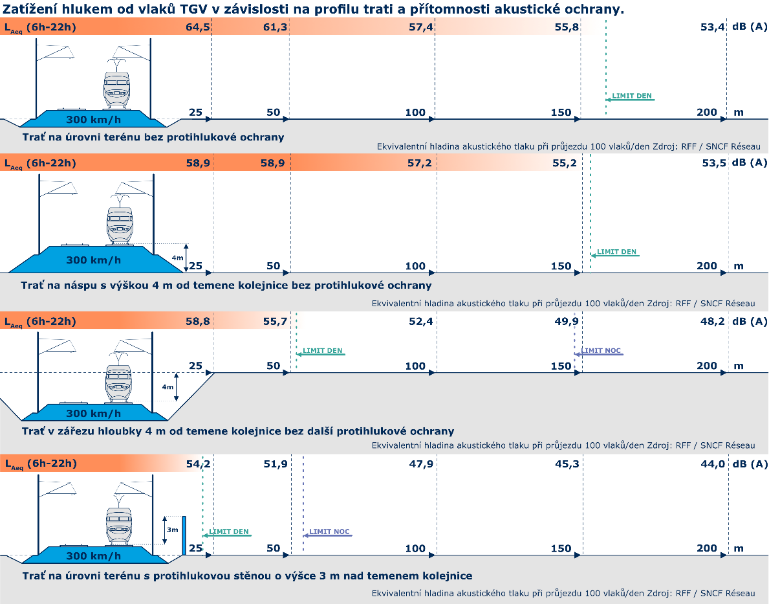 Zatížení hlukem od vlaků TGV v závislosti na profilu trati a přítomnosti akustické ochrany.
LAeq (6h-22h) 64,5 61,3 57,4 55,8 53,4 dB (A)
LIMIT DEN
300 km/h 25 50 100 150 200 m
Trať na úrovni terénu bez protihlukové ochrany
Ekvivalentní hladina akustického tlaku při průjezdu 100 vlaků/den Zdroj: RFF / SNCF Réseau
LAeq (6h-22h) 58,9 58,9 57,2 55,2 53,5 dB (A)
LIMIT DEN
300 km/h 4m 25 50 100 150 200 m
Trať na náspu s výškou 4 m od temene kolejnice bez protihlukové ochrany
Ekvivalentní hladina akustického tlaku při průjezdu 100 vlaků/den Zdroj: RFF / SNCF Réseau
LAeq (6h-22h) 58,8 55,7 52,4 49,9 48,2 dB (A)
LIMIT DEN LIMIT NOC
25 50 100 150 200 m
4m
300 km/h
Trať v zářezu hloubky 4 m od temene kolejnice bez další protihlukové ochrany
Ekvivalentní hladina akustického tlaku při průjezdu 100 vlaků/den Zdroj: RFF / SNCF Réseau
LAeq (6h-22h) 54,2 51,9 47,9 45,3 44,0 dB (A)
3m LIMIT DEN LIMIT NOC
300 km/h 25 50 100 150 200 m
Trať na úrovni terénu s protihlukovou stěnou o výšce 3 m nad temenem kolejnice
Ekvivalentní hladina akustického tlaku při průjezdu 100 vlaků/den Zdroj: RFF / SNCF Réseau